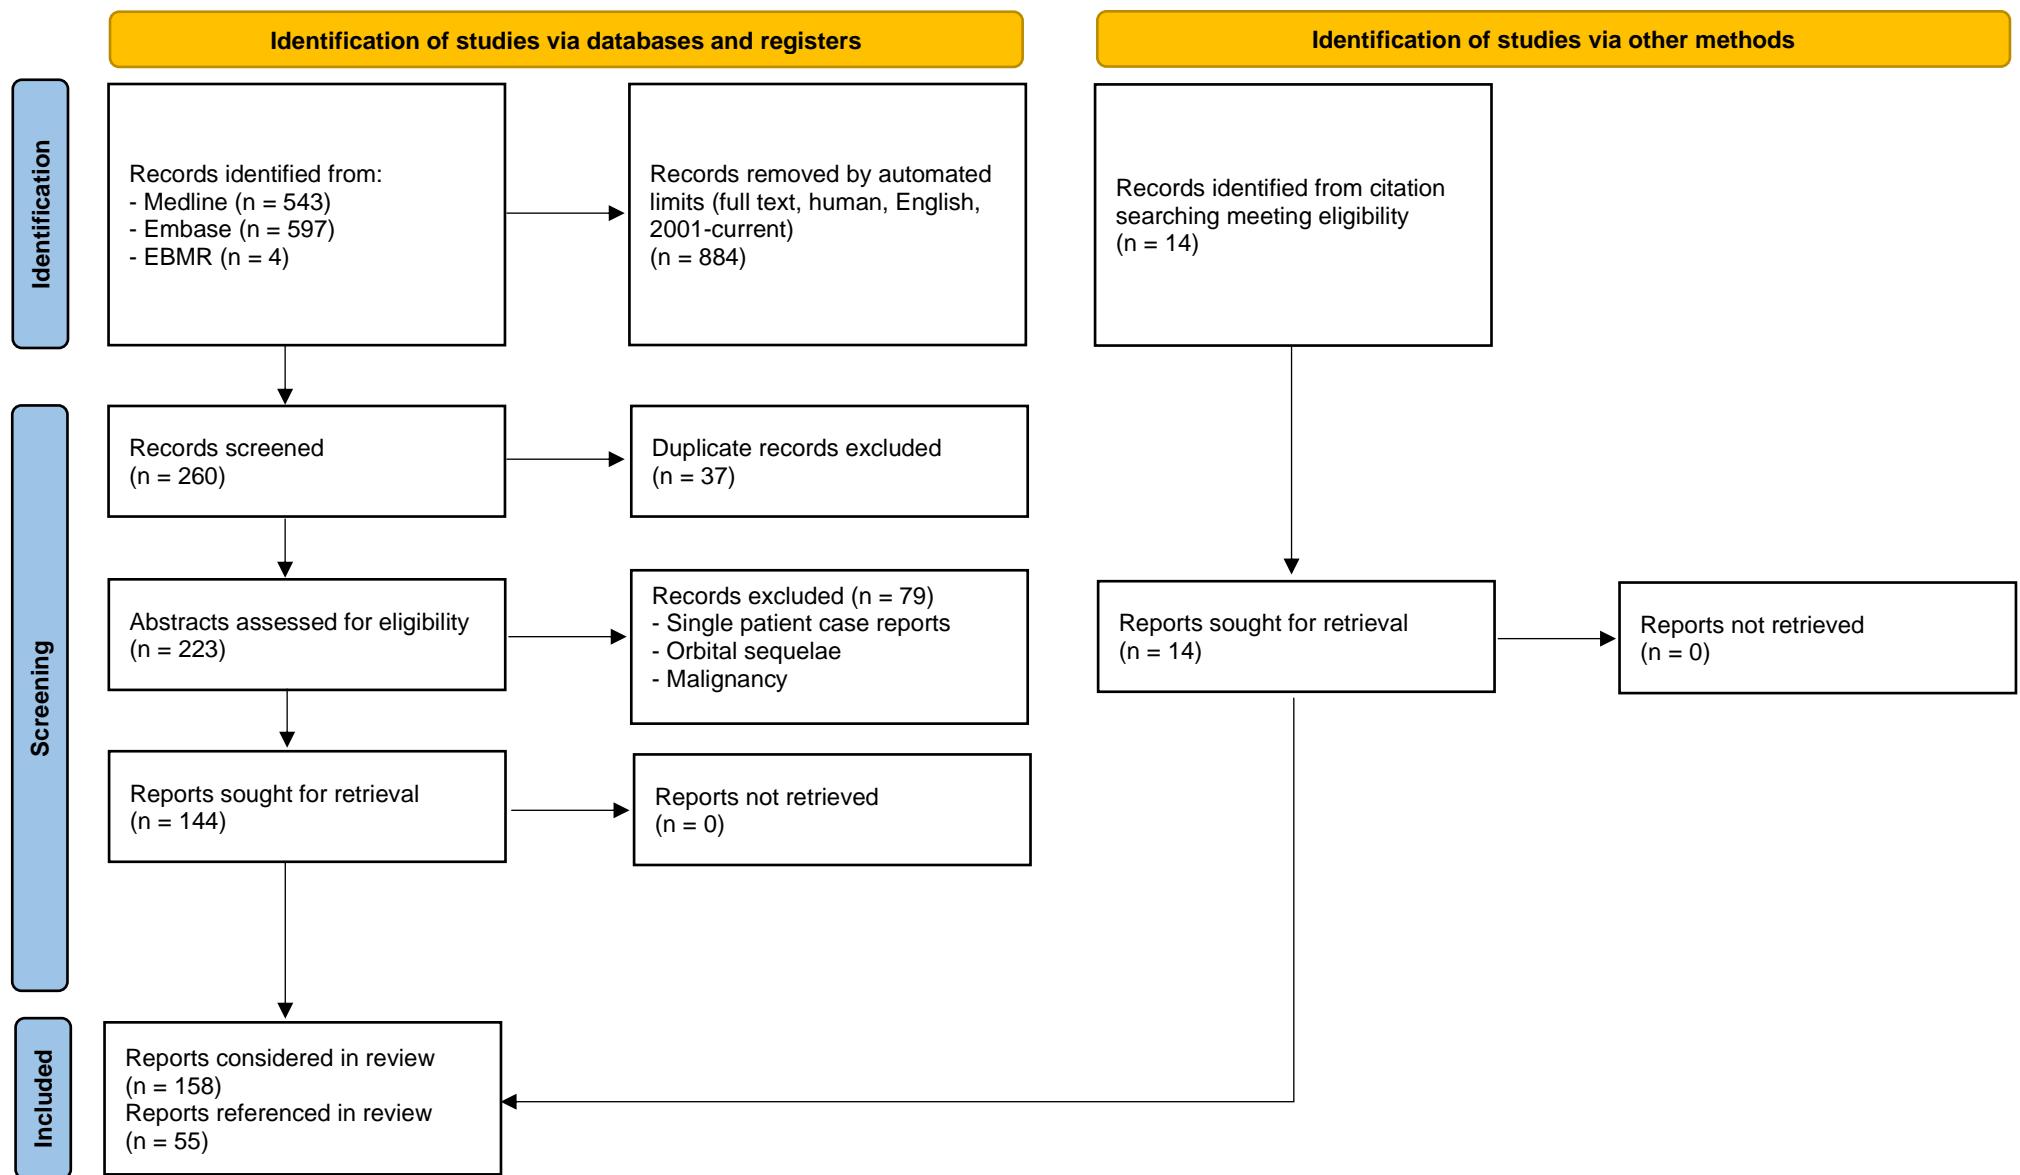 Identification of studies via databases and registers
Identification of studies via other methods
Identification
Records identified from:
- Medline (n = 543)
- Embase (n = 597)
- EBMR (n = 4)
Records removed by automated
limits (full text, human, English,
2001-current)
(n = 884)
Records identified from citation
searching meeting eligibility
(n = 14)
Screening
Records screened
(n = 260)
Duplicate records excluded
(n = 37)
Abstracts assessed for eligibility
(n = 223)
Records excluded (n = 79)
- Single patient case reports
- Orbital sequelae
- Malignancy
Reports sought for retrieval
(n = 14)
Reports not retrieved
(n = 0)
Reports sought for retrieval
(n = 144)
Reports not retrieved
(n = 0)
Included
Reports considered in review
(n = 158)
Reports referenced in review
(n = 55)